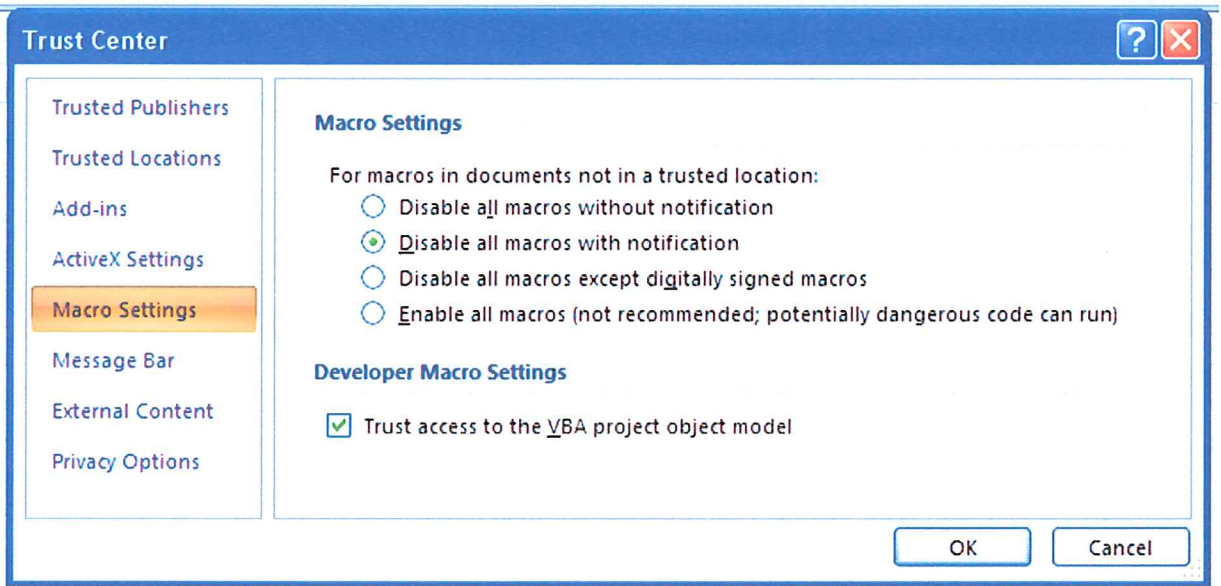 Trust Center
Trusted Publishers
Trusted Locations
Add-ins
ActiveX Settings
Macro Settings
Message Bar
External Content
Privacy Options
Macro Settings
For macros in documents not in a trusted location:
Disable all macros without notification
Disable all macros with notification
Disable all macros except digitally signed macros
Enable all macros (not recommended; potentially dangerous code can run)
Developer Macro Settings
Trust access to the VBA project object model
OK
Cancel